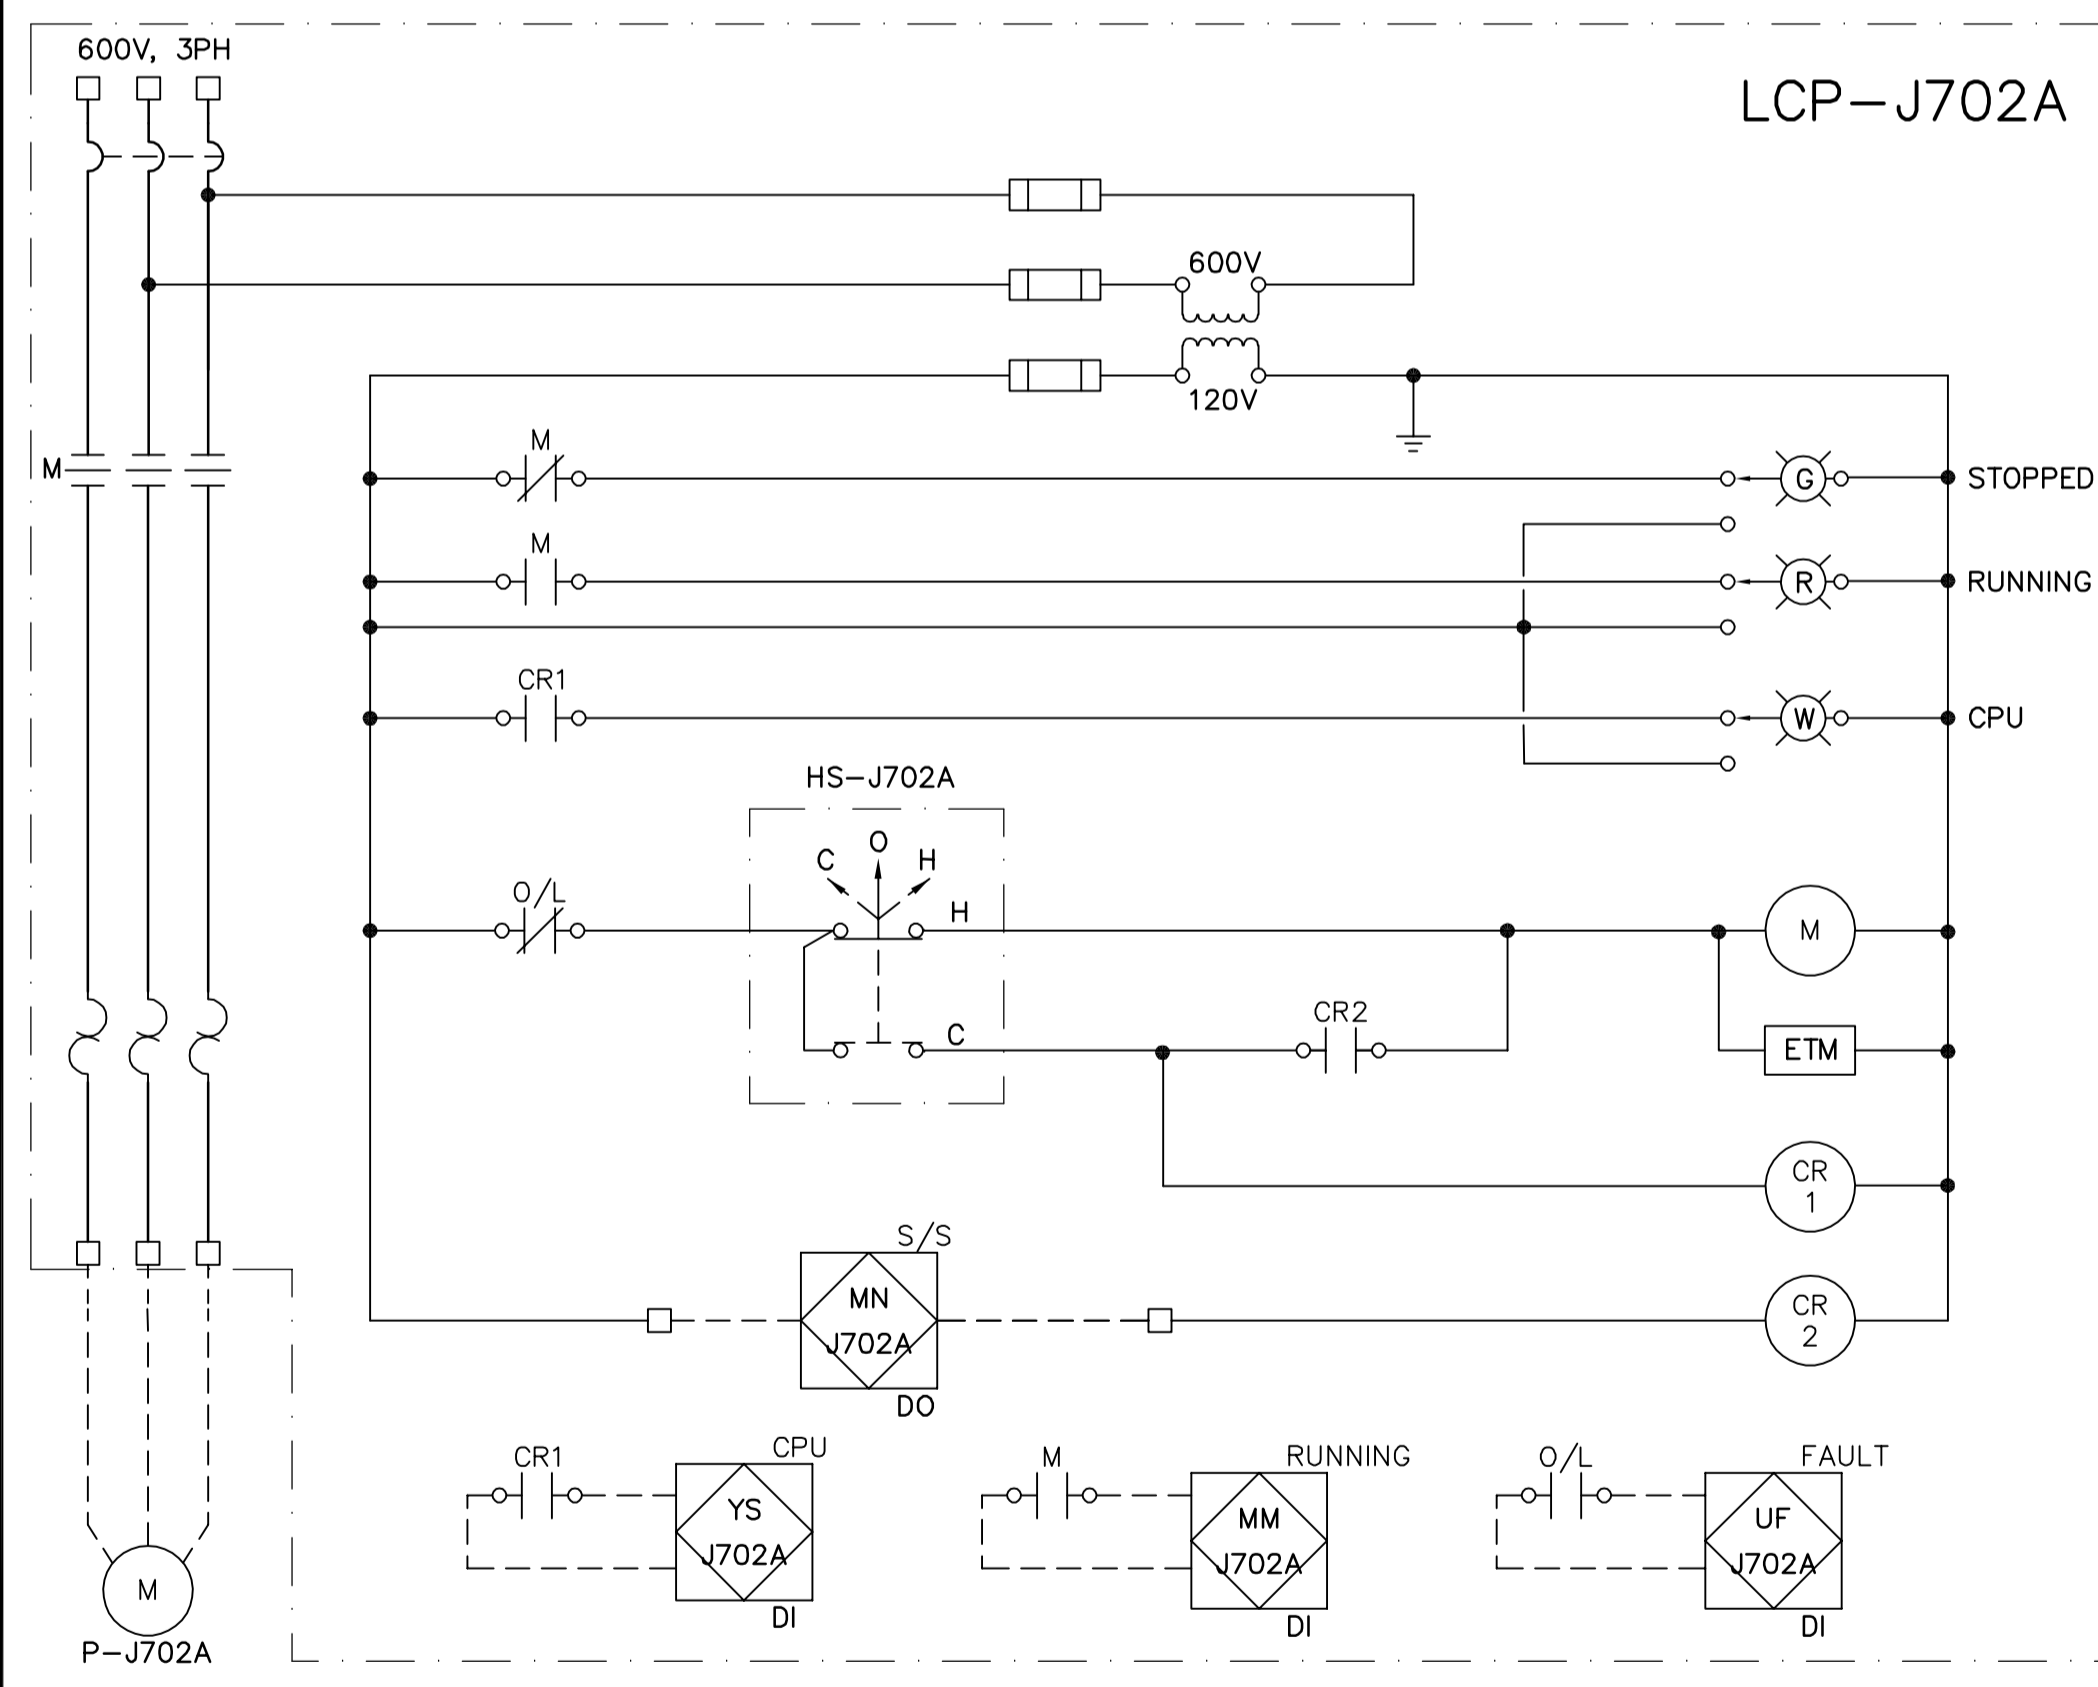 600V, 3PH
LCP-J702A
600V
120V
M
M
G
STOPPED
M
R
RUNNING
CR1
W
CPU
HS-J702A
C
O
H
O/L
H
M
C
CR2
ETM
CR
1
S/S
MN
J702A
DO
CR
2
CR1
CPU
YS
J702A
DI
M
RUNNING
MM
J702A
DI
O/L
FAULT
UF
J702A
DI
M
P-J702A